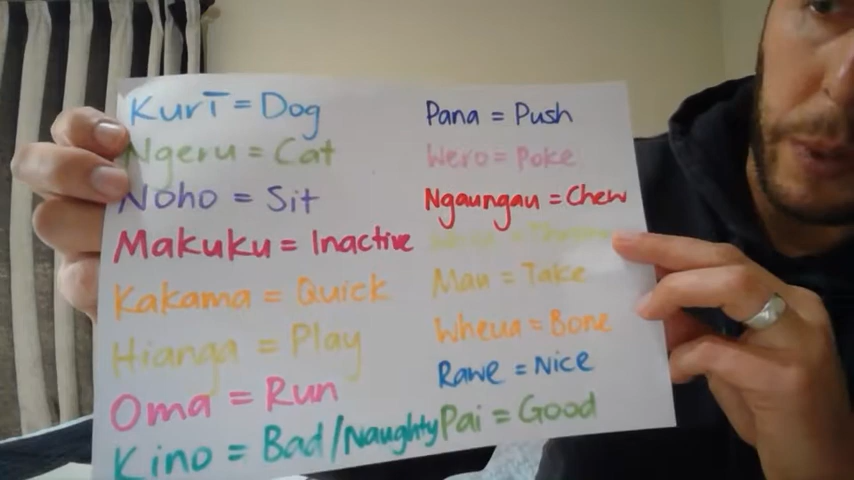 Kurī = Dog
Ngeru = Cat
Noho = Sit
Makuku = Inactive
Kakama = Quick
Hianga = Play
Oma = Run
Kino = Bad/Naughty
Pana = Push
Wero = Poke
Ngaungau = Chew
=
Mau = Take
Wheua = Bone
Rawe = Nice
Pai = Good